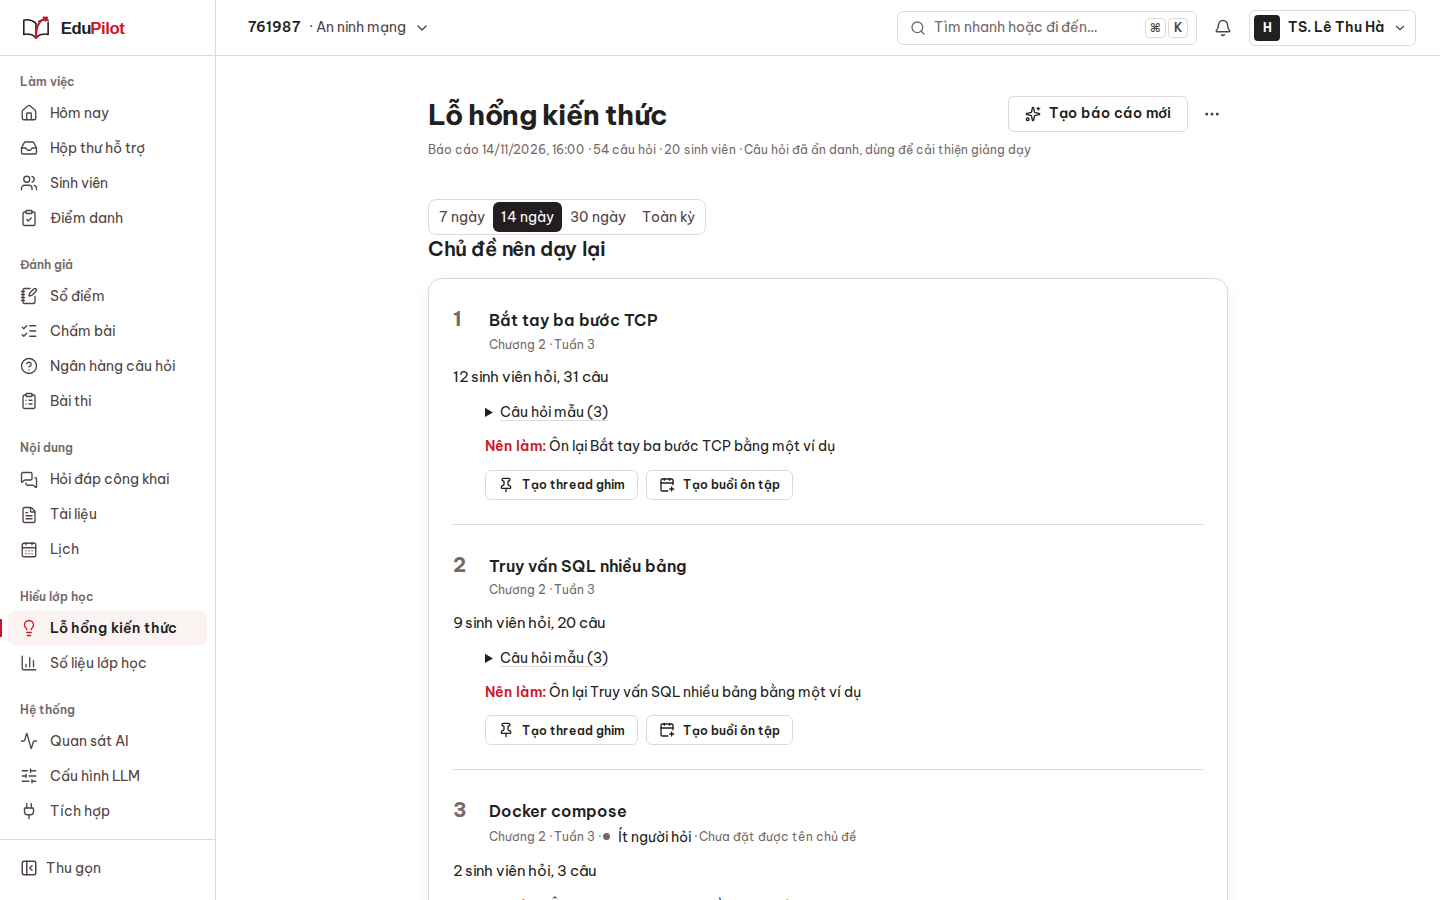 EduPilot
761987 · An ninh mạng
Tìm nhanh hoặc đi đến...
⌘ K
H TS. Lê Thu Hà
Làm việc
Hôm nay
Hộp thư hỗ trợ
Sinh viên
Điểm danh
Đánh giá
Sổ điểm
Chấm bài
Ngân hàng câu hỏi
Bài thi
Nội dung
Hỏi đáp công khai
Tài liệu
Lịch
Hiểu lớp học
Lỗ hổng kiến thức
Số liệu lớp học
Hệ thống
Quan sát AI
Cấu hình LLM
Tích hợp
Thu gọn
Lỗ hổng kiến thức
Tạo báo cáo mới
Báo cáo 14/11/2026, 16:00 · 54 câu hỏi · 20 sinh viên · Câu hỏi đã ẩn danh, dùng để cải thiện giảng dạy
7 ngày 14 ngày 30 ngày Toàn kỳ
Chủ đề nên dạy lại
1 Bắt tay ba bước TCP
Chương 2 · Tuần 3
12 sinh viên hỏi, 31 câu
Câu hỏi mẫu (3)
Nên làm: Ôn lại Bắt tay ba bước TCP bằng một ví dụ
Tạo thread ghim Tạo buổi ôn tập
2 Truy vấn SQL nhiều bảng
Chương 2 · Tuần 3
9 sinh viên hỏi, 20 câu
Câu hỏi mẫu (3)
Nên làm: Ôn lại Truy vấn SQL nhiều bảng bằng một ví dụ
Tạo thread ghim Tạo buổi ôn tập
3 Docker compose
Chương 2 · Tuần 3 · Ít người hỏi · Chưa đặt được tên chủ đề
2 sinh viên hỏi, 3 câu